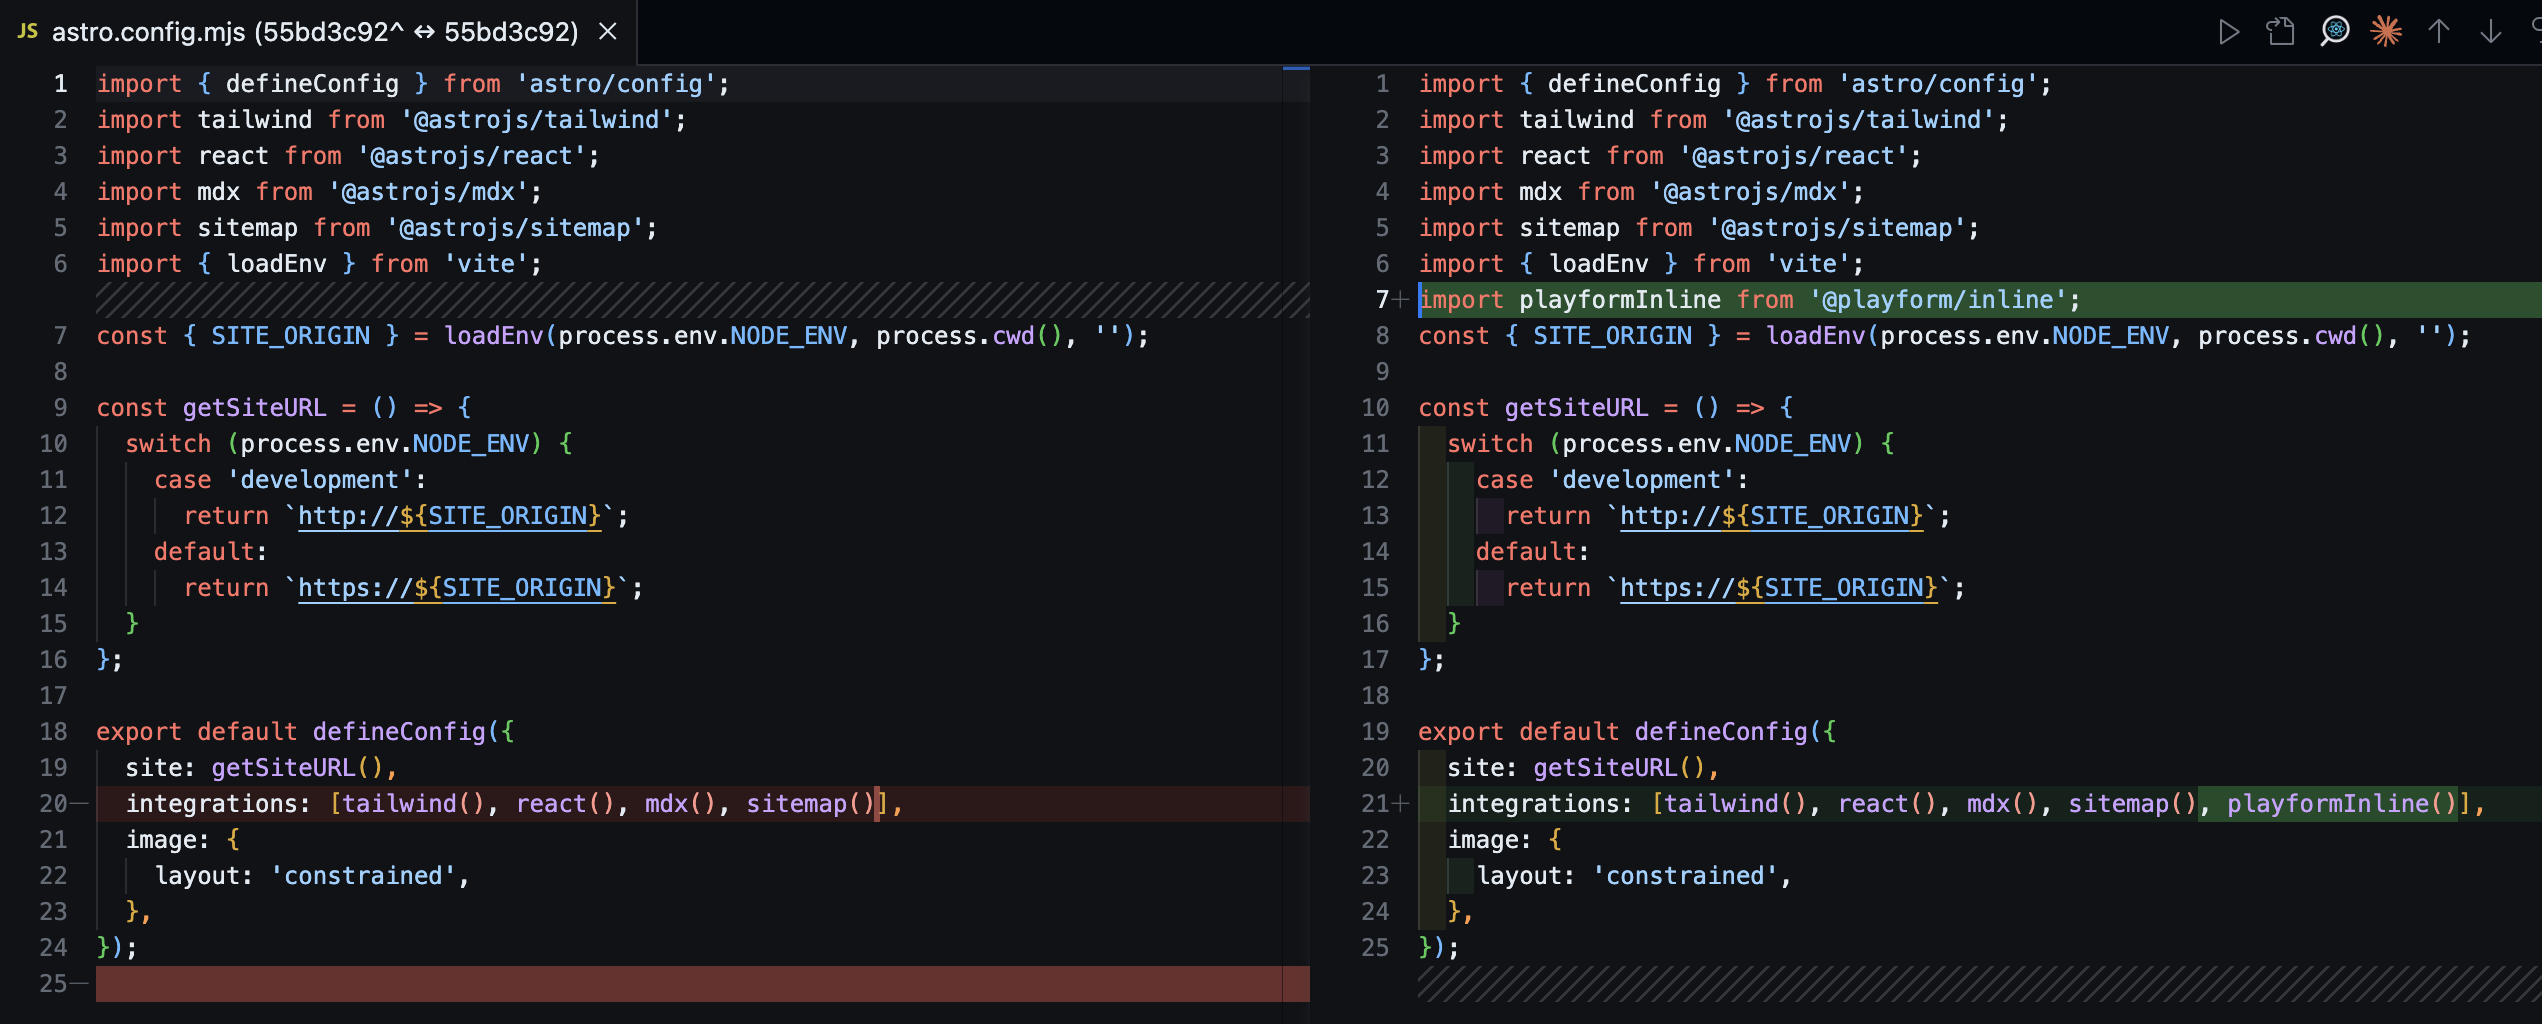 JS astro.config.mjs (55bd3c92^ ↔ 55bd3c92)
1 import { defineConfig } from 'astro/config';
2 import tailwind from '@astrojs/tailwind';
3 import react from '@astrojs/react';
4 import mdx from '@astrojs/mdx';
5 import sitemap from '@astrojs/sitemap';
6 import { loadEnv } from 'vite';
7 const { SITE_ORIGIN } = loadEnv(process.env.NODE_ENV, process.cwd(), '');
8
9 const getSiteURL = () => {
10   switch (process.env.NODE_ENV) {
11     case 'development':
12       return `http://${SITE_ORIGIN}`;
13     default:
14       return `https://${SITE_ORIGIN}`;
15   }
16 };
17
18 export default defineConfig({
19   site: getSiteURL(),
20—   integrations: [tailwind(), react(), mdx(), sitemap()],
21   image: {
22     layout: 'constrained',
23   },
24 });
25—
1 import { defineConfig } from 'astro/config';
2 import tailwind from '@astrojs/tailwind';
3 import react from '@astrojs/react';
4 import mdx from '@astrojs/mdx';
5 import sitemap from '@astrojs/sitemap';
6 import { loadEnv } from 'vite';
7+ import playformInline from '@playform/inline';
8 const { SITE_ORIGIN } = loadEnv(process.env.NODE_ENV, process.cwd(), '');
9
10 const getSiteURL = () => {
11   switch (process.env.NODE_ENV) {
12     case 'development':
13       return `http://${SITE_ORIGIN}`;
14     default:
15       return `https://${SITE_ORIGIN}`;
16   }
17 };
18
19 export default defineConfig({
20   site: getSiteURL(),
21+   integrations: [tailwind(), react(), mdx(), sitemap(), playformInline()],
22   image: {
23     layout: 'constrained',
24   },
25 });